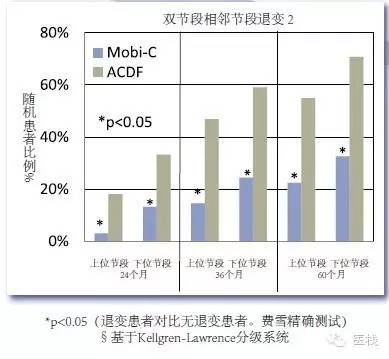 双节段相邻节段退变 2
80%
60%
40%
20%
0%
随机患者比例%
Mobi-C
ACDF
*p<0.05
* * * * * *
上位节段 下位节段 上位节段 下位节段 上位节段 下位节段
24个月 36个月 60个月
*p<0.05（退变患者对比无退变患者。费雪精确测试）
§基于Kellgren-Lawrence分级系统
医栈